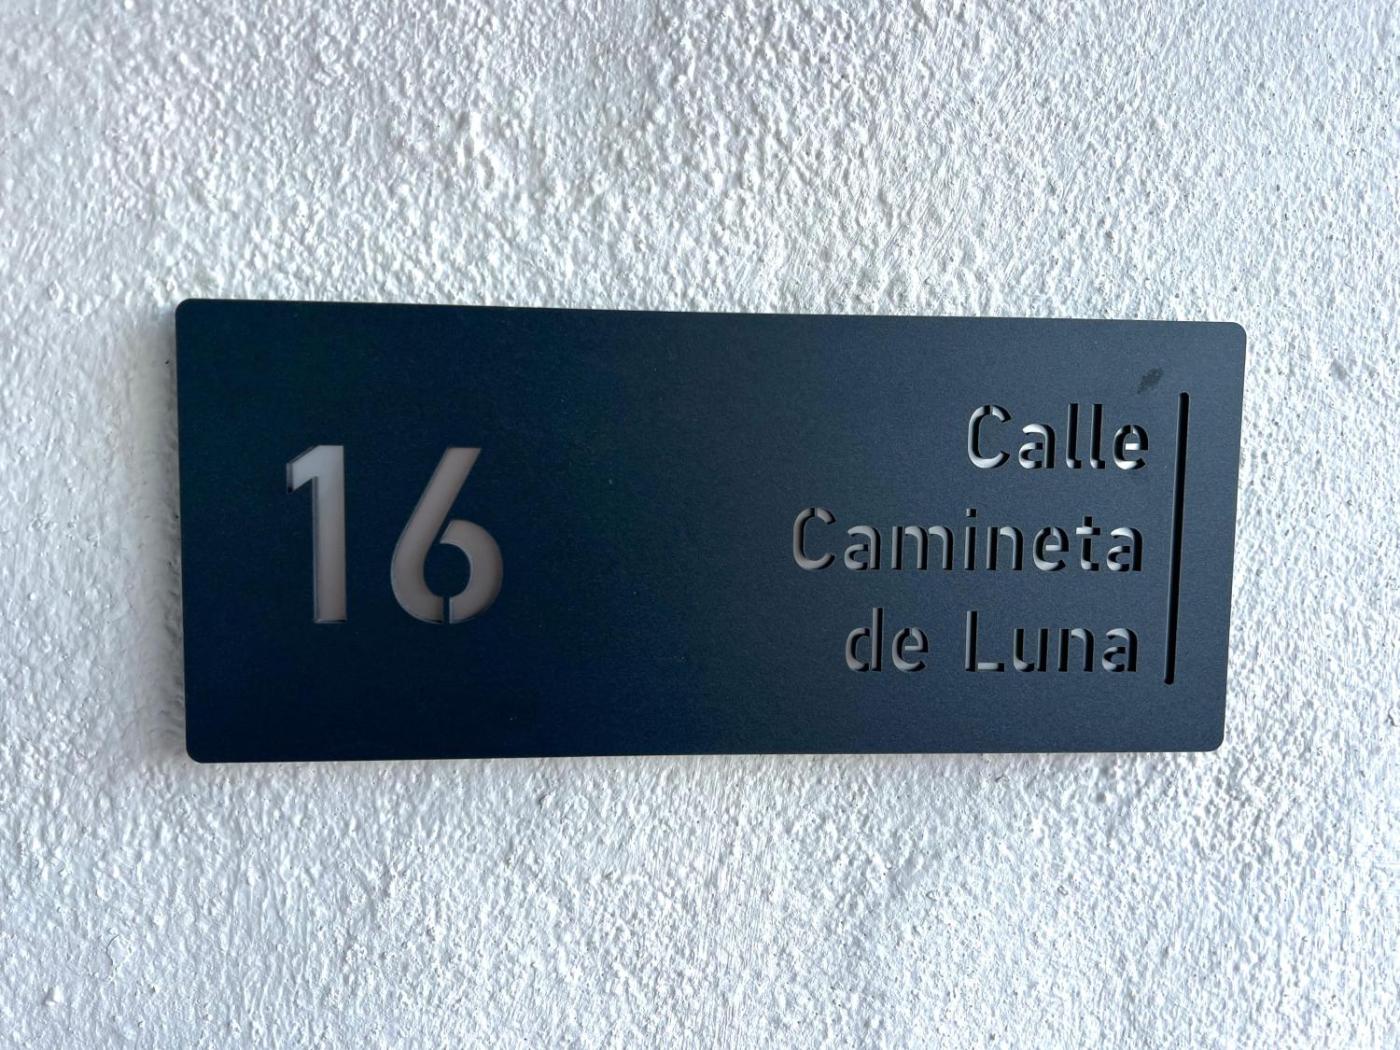 16
Calle
Camineta
de Luna